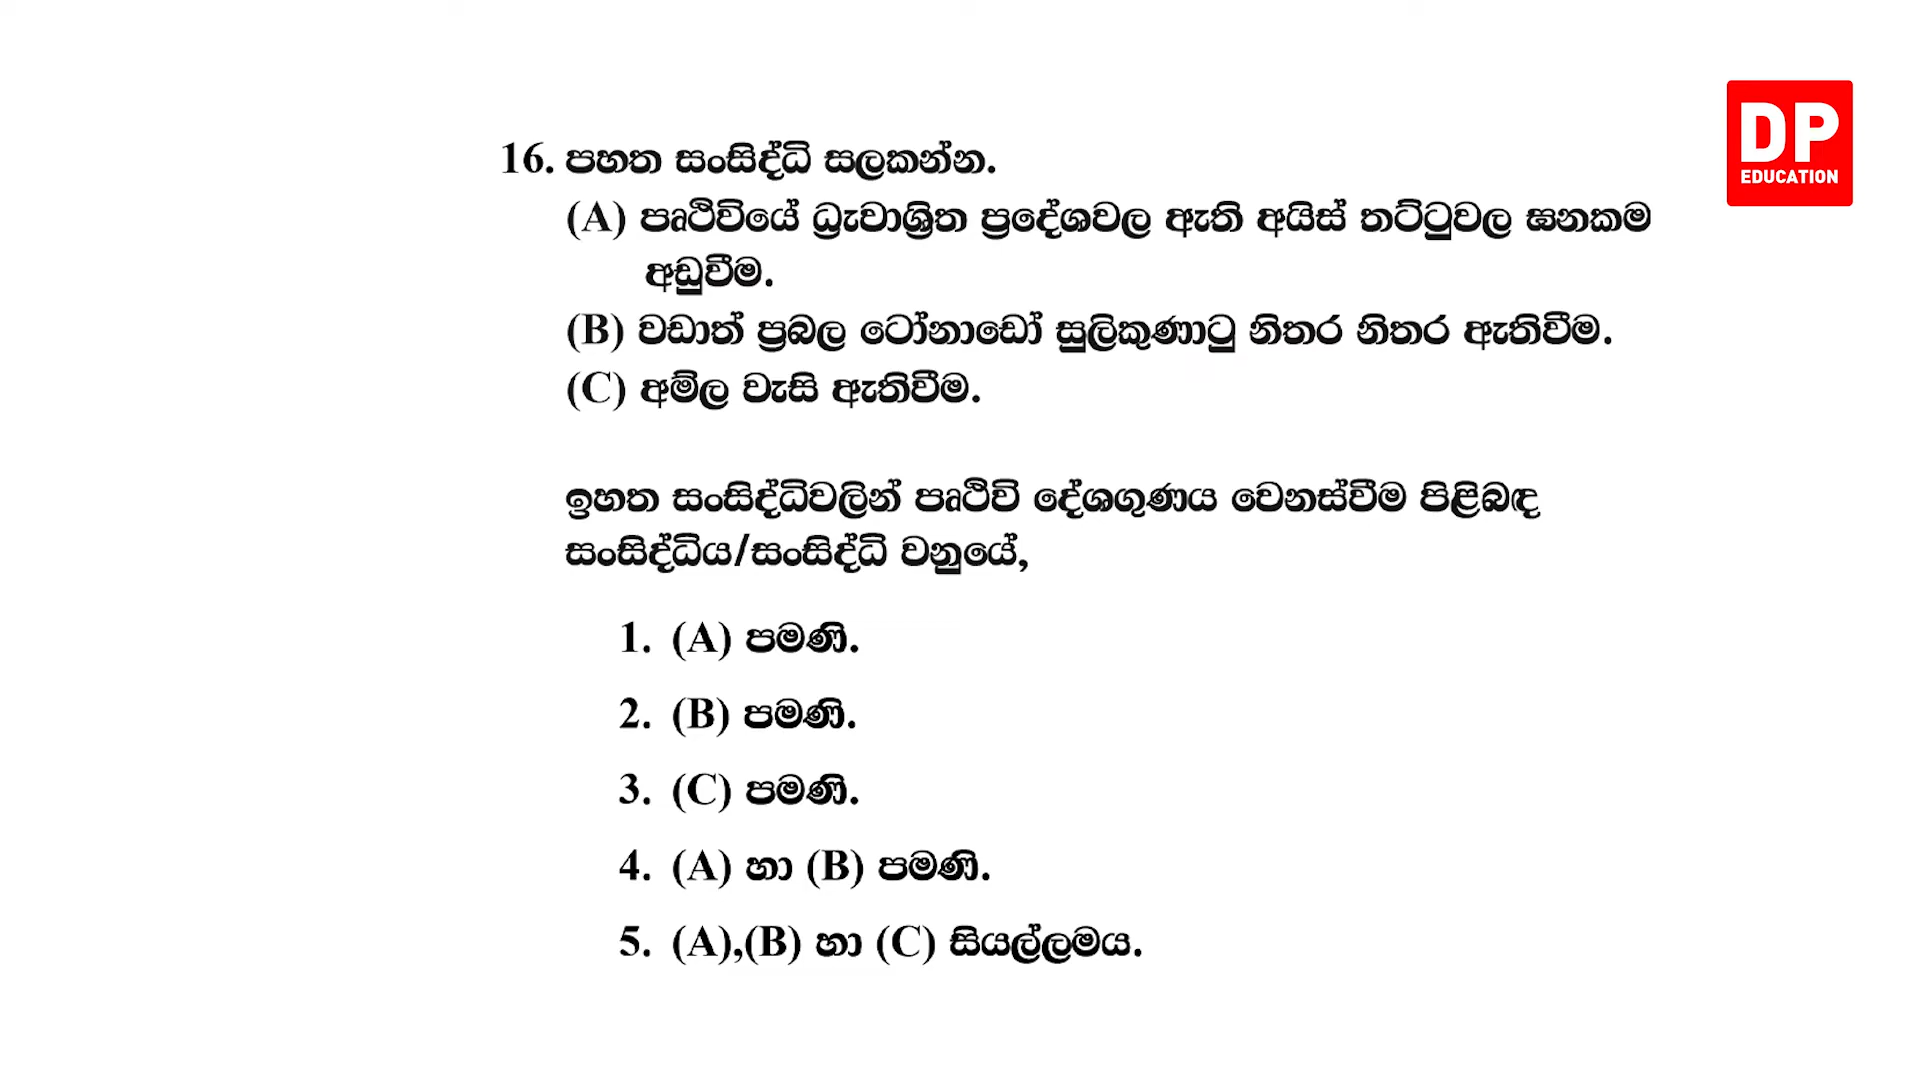 DP
EDUCATION
16. පහත සංසිද්ධි සලකන්න.
(A) පෘථිවියේ ධ්‍රැවාශ්‍රිත ප්‍රදේශවල ඇති අයිස් තට්ටුවල ඝනකම
අඩුවීම.
(B) වඩාත් ප්‍රබල ටෝනාඩෝ සුලිකුණාටු නිතර නිතර ඇතිවීම.
(C) අම්ල වැසි ඇතිවීම.
ඉහත සංසිද්ධිවලින් පෘථිවි දේශගුණය වෙනස්වීම පිළිබඳ
සංසිද්ධිය/සංසිද්ධි වනුයේ,
1. (A) පමණි.
2. (B) පමණි.
3. (C) පමණි.
4. (A) හා (B) පමණි.
5. (A),(B) හා (C) සියල්ලමය.